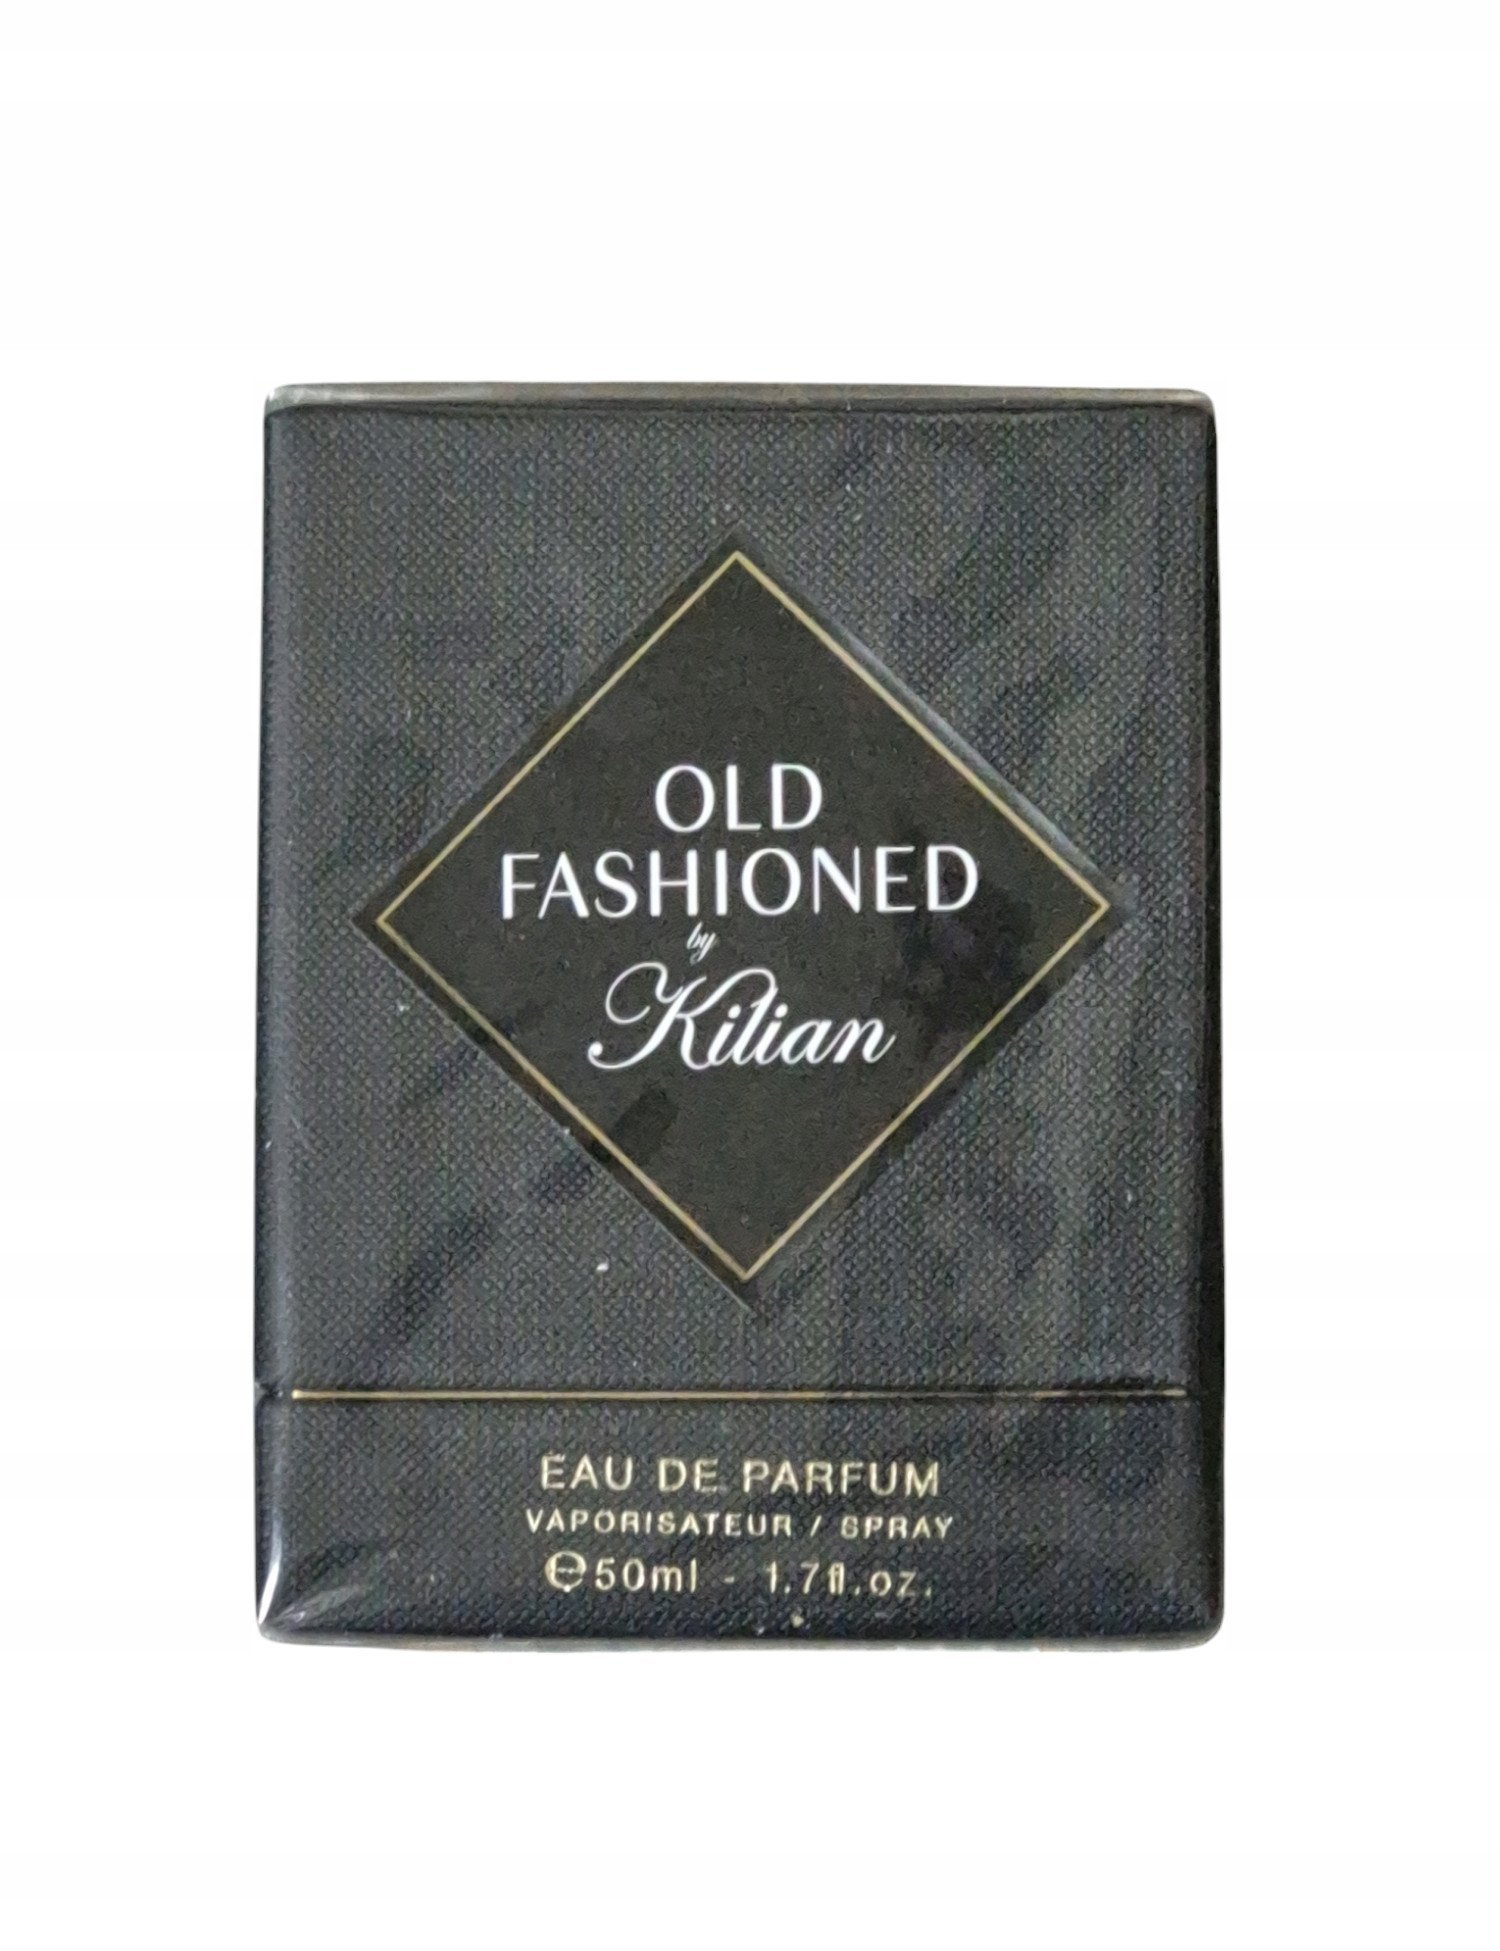 OLD
FASHIONED
by
Kilian
EAU DE PARFUM
VAPORISATEUR / SPRAY
℮50ml - 1.7fl.oz.